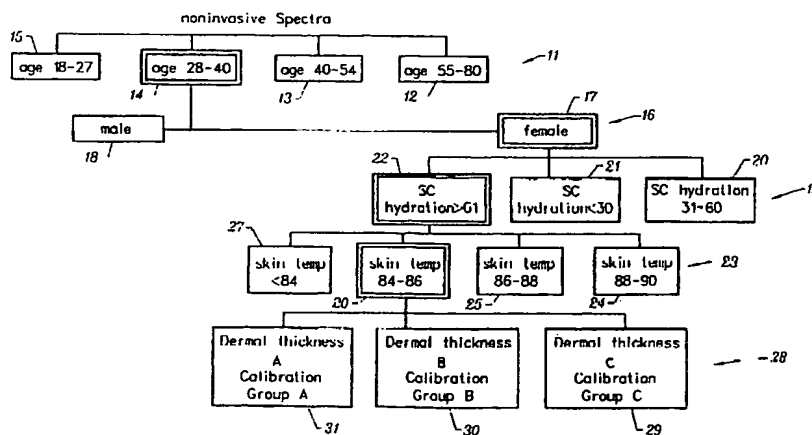 noninvasive Spectra
15
age 18-27
age 28-40
age 40-54
age 55-80
11
14
13
12
17
male
female
16
18
22
21
20
SC
hydration>61
SC
hydration<30
SC hydration
31-60
1
27
skin temp
<84
skin temp
84-86
skin temp
86-88
skin temp
88-90
23
26
25
24
Dermal thickness
A
Calibration
Group A
Dermal thickness
B
Calibration
Group B
Dermal thickness
C
Calibration
Group C
28
31
30
29